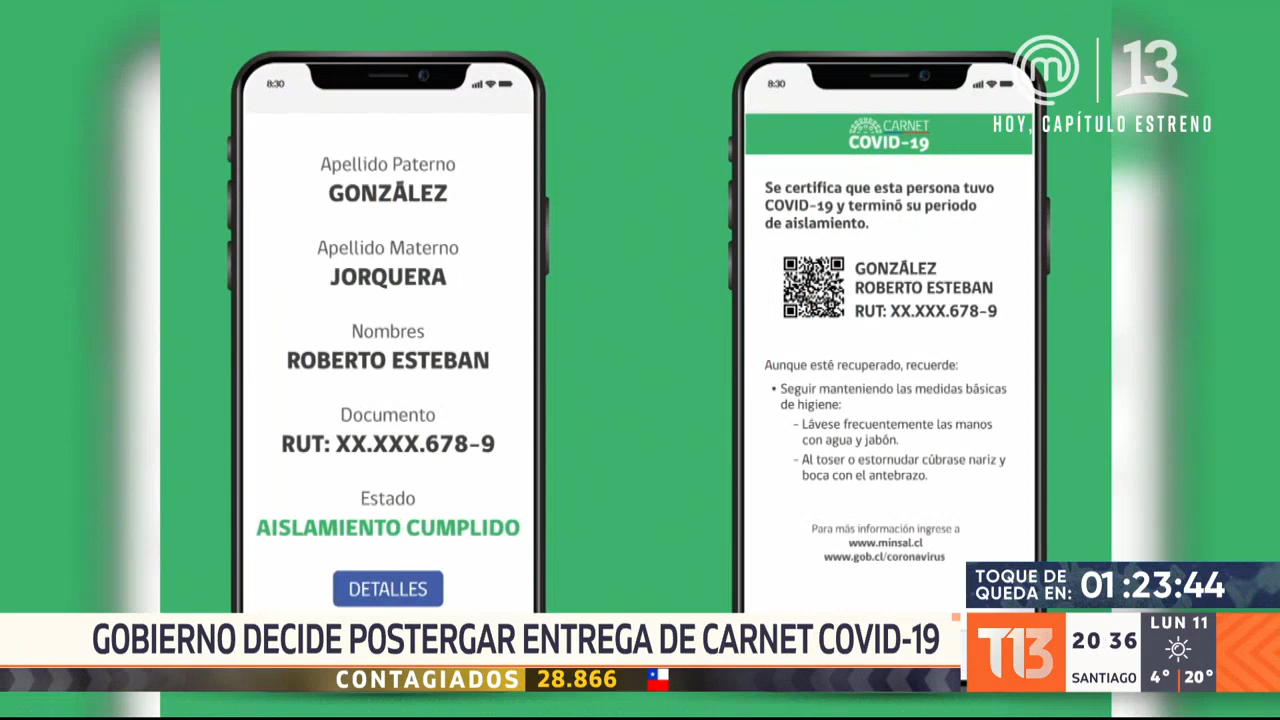 8:30
Apellido Paterno
GONZÁLEZ
Apellido Materno
JORQUERA
Nombres
ROBERTO ESTEBAN
Documento
RUT: XX.XXX.678-9
Estado
AISLAMIENTO CUMPLIDO
DETALLES
8:30
CARNET
COVID-19
Se certifica que esta persona tuvo
COVID-19 y terminó su periodo
de aislamiento.
GONZÁLEZ
ROBERTO ESTEBAN
RUT: XX.XXX.678-9
Aunque esté recuperado, recuerde:
• Seguir manteniendo las medidas básicas
de higiene:
- Lávese frecuentemente las manos
con agua y jabón.
- Al toser o estornudar cúbrase nariz y
boca con el antebrazo.
Para más información ingrese a
www.minsal.cl
www.gob.cl/coronavirus
m | 13
HOY, CAPÍTULO ESTRENO
TOQUE DE
QUEDA EN: 01:23:44
GOBIERNO DECIDE POSTERGAR ENTREGA DE CARNET COVID-19
CONTAGIADOS 28.866
T13
20 36
SANTIAGO
LUN 11
4° 20°